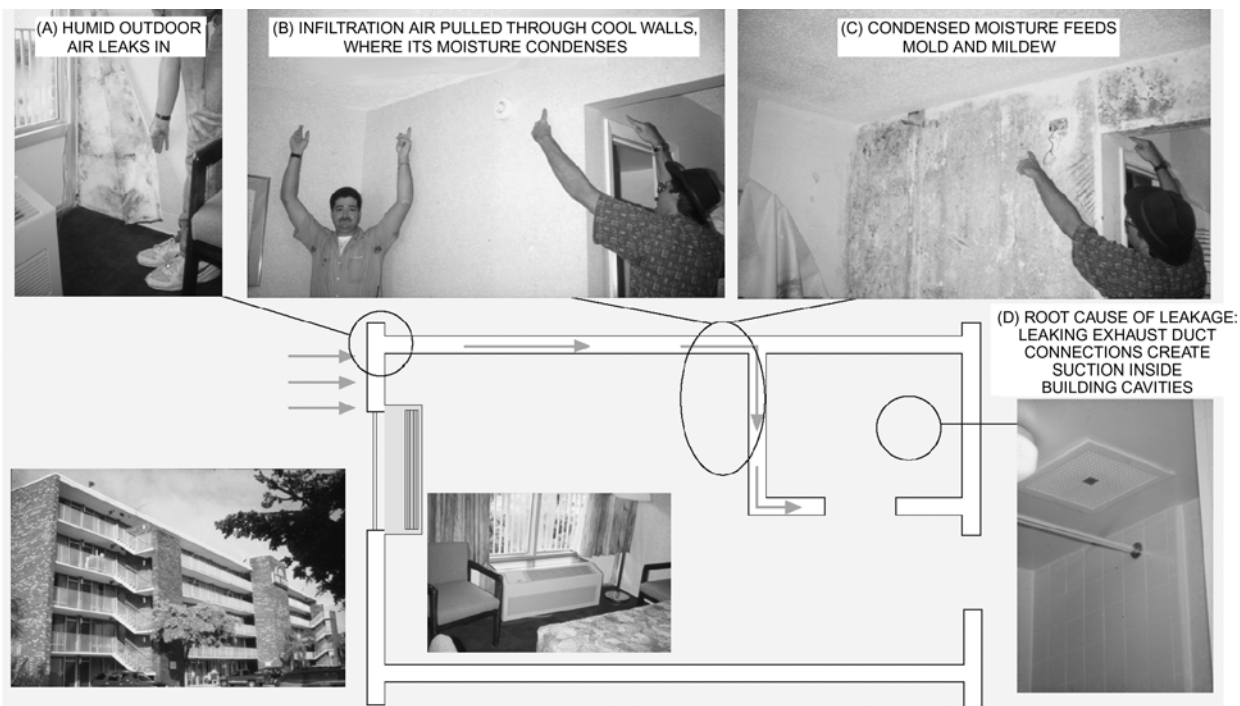 (A) HUMID OUTDOOR
AIR LEAKS IN
(B) INFILTRATION AIR PULLED THROUGH COOL WALLS,
WHERE ITS MOISTURE CONDENSES
(C) CONDENSED MOISTURE FEEDS
MOLD AND MILDEW
(D) ROOT CAUSE OF LEAKAGE:
LEAKING EXHAUST DUCT
CONNECTIONS CREATE
SUCTION INSIDE
BUILDING CAVITIES